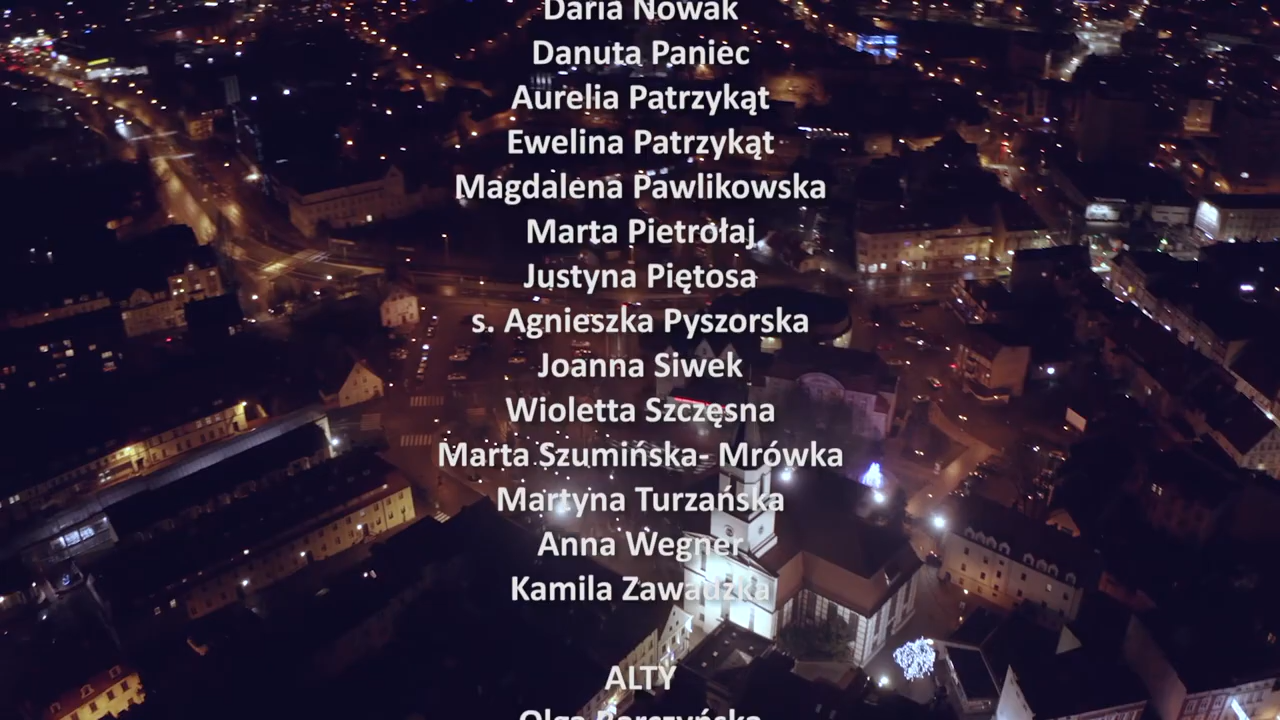 Daria Nowak
Danuta Paniec
Aurelia Patrzykąt
Ewelina Patrzykąt
Magdalena Pawlikowska
Marta Pietrołaj
Justyna Piętosa
s. Agnieszka Pyszorska
Joanna Siwek
Wioletta Szczęsna
Marta Szumińska- Mrówka
Martyna Turzańska
Anna Wegner
Kamila Zawadzka
ALTY
Olga